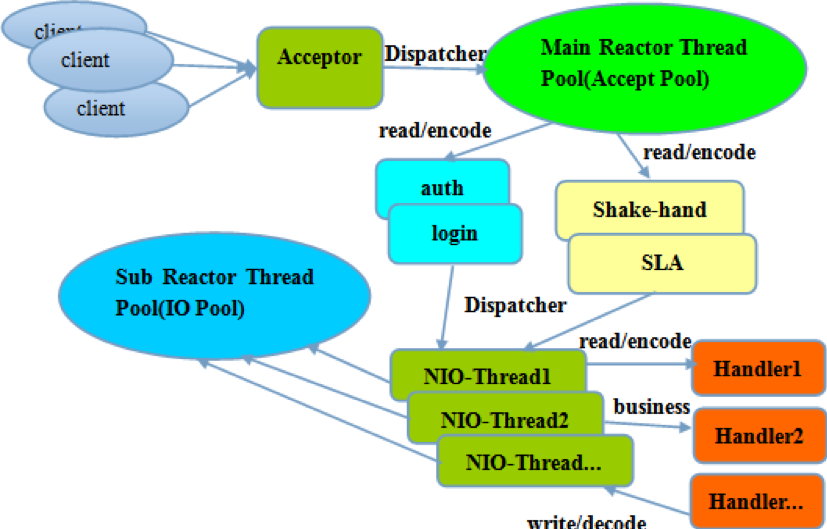 client
client
client
Acceptor
Dispatcher
Main Reactor Thread
Pool(Accept Pool)
read/encode
read/encode
auth
login
Shake-hand
SLA
Sub Reactor Thread
Pool(IO Pool)
Dispatcher
read/encode
NIO-Thread1
Handler1
business
NIO-Thread2
Handler2
NIO-Thread...
Handler...
write/decode